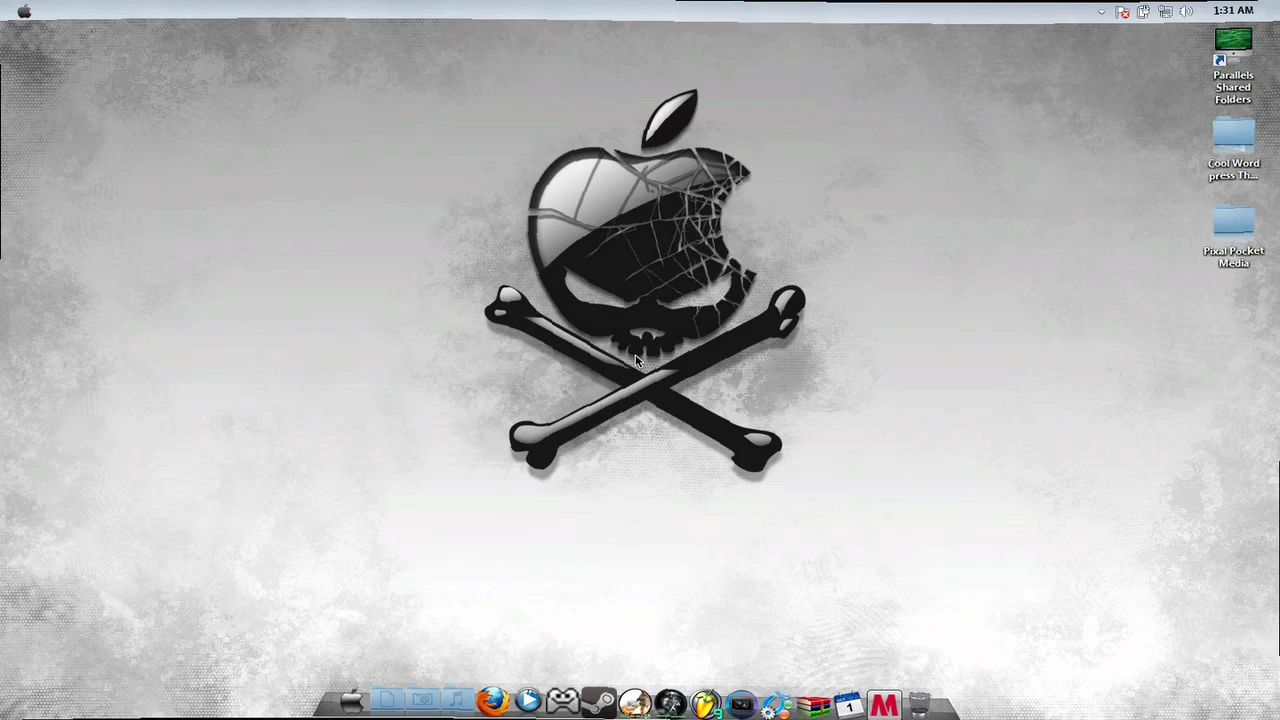 1:31 AM
Parallels
Shared
Folders
Cool Word
press Th...
Pixal Pocket
Media
1
M